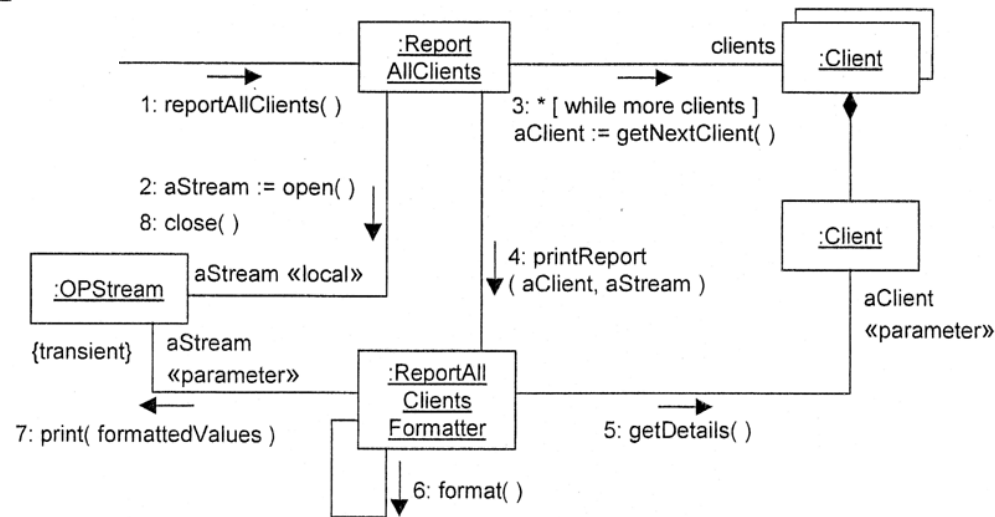 :Report
AllClients
clients
:Client
1: reportAllClients( )
3: * [ while more clients ]
aClient := getNextClient( )
2: aStream := open( )
8: close( )
:Client
4: printReport
( aClient, aStream )
aStream «local»
:OPStream
aClient
«parameter»
{transient}
aStream
«parameter»
:ReportAll
Clients
Formatter
7: print( formattedValues )
5: getDetails( )
6: format( )